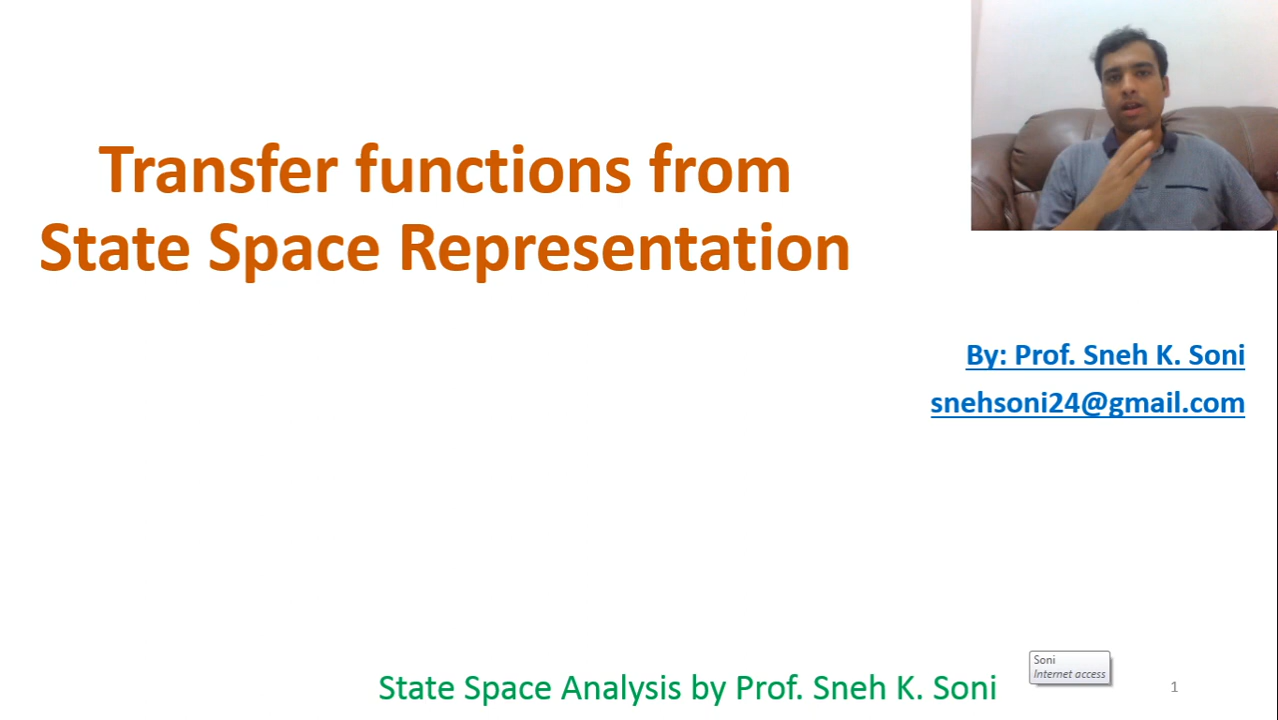 Transfer functions from
State Space Representation
By: Prof. Sneh K. Soni
snehsoni24@gmail.com
State Space Analysis by Prof. Sneh K. Soni
Soni
Internet access
1